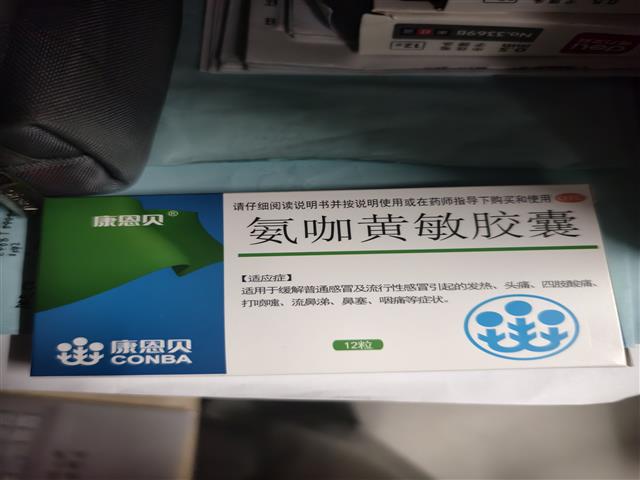 No.33698
康恩贝®
请仔细阅读说明书并按说明使用或在药师指导下购买和使用
氨咖黄敏胶囊
【适应症】
适用于缓解普通感冒及流行性感冒引起的发热、头痛、四肢酸痛、
打喷嚏、流鼻涕、鼻塞、咽痛等症状。
12粒
康恩贝
CONBA